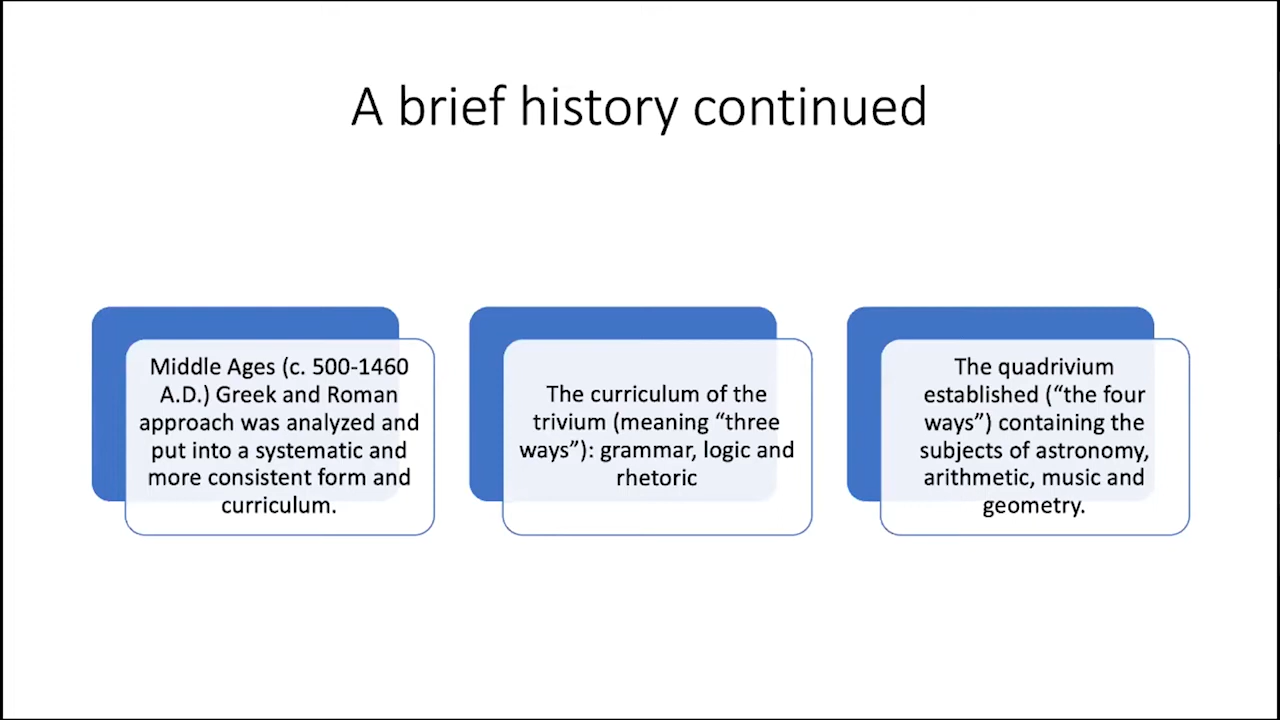 A brief history continued
Middle Ages (c. 500-1460
A.D.) Greek and Roman
approach was analyzed and
put into a systematic and
more consistent form and
curriculum.
The curriculum of the
trivium (meaning “three
ways”): grammar, logic and
rhetoric
The quadrivium
established (“the four
ways”) containing the
subjects of astronomy,
arithmetic, music and
geometry.